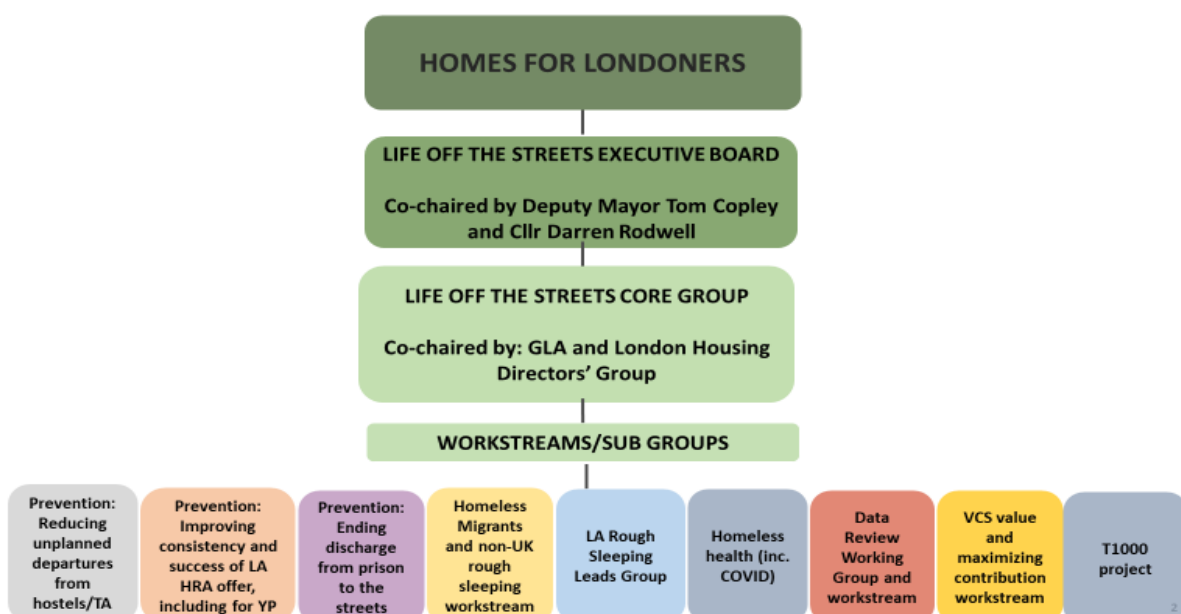 HOMES FOR LONDONERS
LIFE OFF THE STREETS EXECUTIVE BOARD
Co-chaired by Deputy Mayor Tom Copley
and Cllr Darren Rodwell
LIFE OFF THE STREETS CORE GROUP
Co-chaired by: GLA and London Housing
Directors’ Group
WORKSTREAMS/SUB GROUPS
Prevention:
Reducing
unplanned
departures
from
hostels/TA
Prevention:
Improving
consistency and
success of LA
HRA offer,
including for YP
Prevention:
Ending
discharge
from prison
to the
streets
Homeless
Migrants
and non-UK
rough
sleeping
workstream
LA Rough
Sleeping
Leads Group
Homeless
health (inc.
COVID)
Data
Review
Working
Group and
workstream
VCS value
and
maximizing
contribution
workstream
T1000
project
2